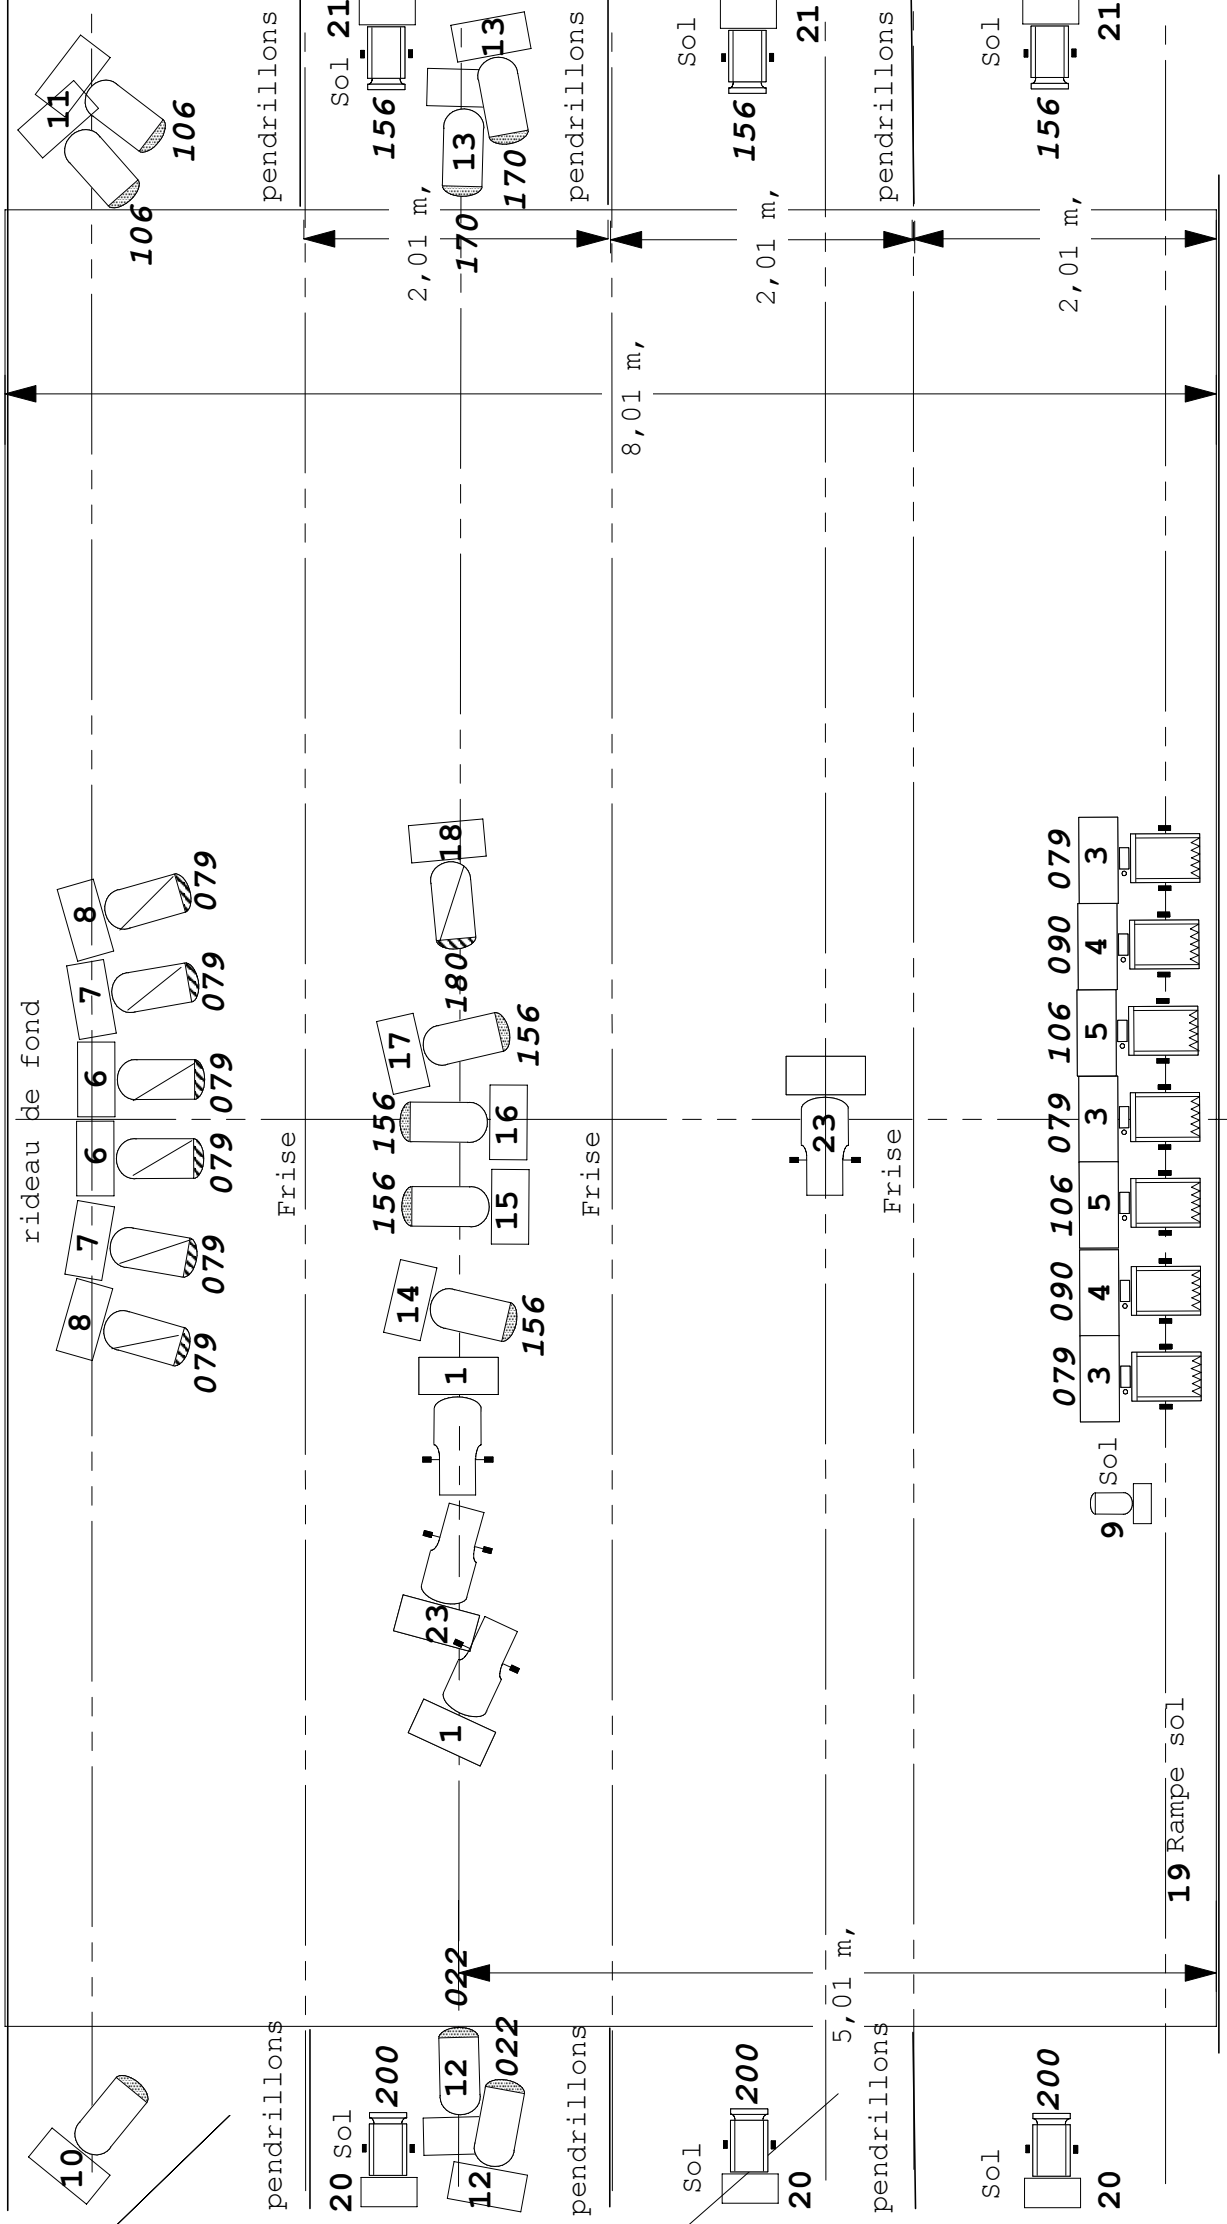 rideau de fond
10
8
7
6
6
7
8
11
079
079
079
079
079
079
106
106
pendrillons
Frise
pendrillons
20 Sol
200
Sol 21
156
12
022
12
022
1
23
1
14
156
15
156
16
156
17
156
18
180
2,01 m,
13
170
13
170
pendrillons
Frise
pendrillons
8,01 m,
Sol
200
20
23
2,01 m,
Sol
156
21
5,01 m,
pendrillons
Frise
pendrillons
Sol
200
20
9
Sol
079
090
106
079
106
090
079
3
4
5
3
5
4
3
2,01 m,
Sol
156
21
19 Rampe sol